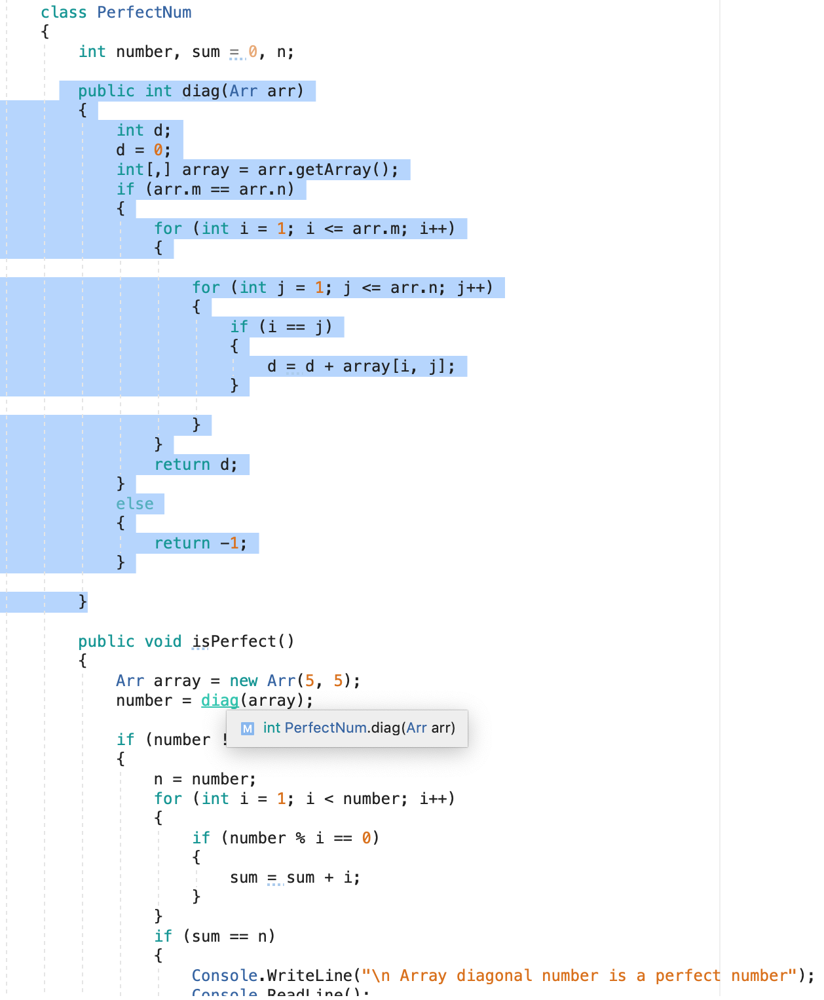 class PerfectNum
{
int number, sum = 0, n;
public int diag(Arr arr)
{
int d;
d = 0;
int[,] array = arr.getArray();
if (arr.m == arr.n)
{
for (int i = 1; i <= arr.m; i++)
{
for (int j = 1; j <= arr.n; j++)
{
if (i == j)
{
d = d + array[i, j];
}
}
}
return d;
}
else
{
return -1;
}
}
public void isPerfect()
{
Arr array = new Arr(5, 5);
number = diag(array);
M int PerfectNum.diag(Arr arr)
if (number !
{
n = number;
for (int i = 1; i < number; i++)
{
if (number % i == 0)
{
sum = sum + i;
}
}
if (sum == n)
{
Console.WriteLine("\n Array diagonal number is a perfect number");
Console.ReadLine();